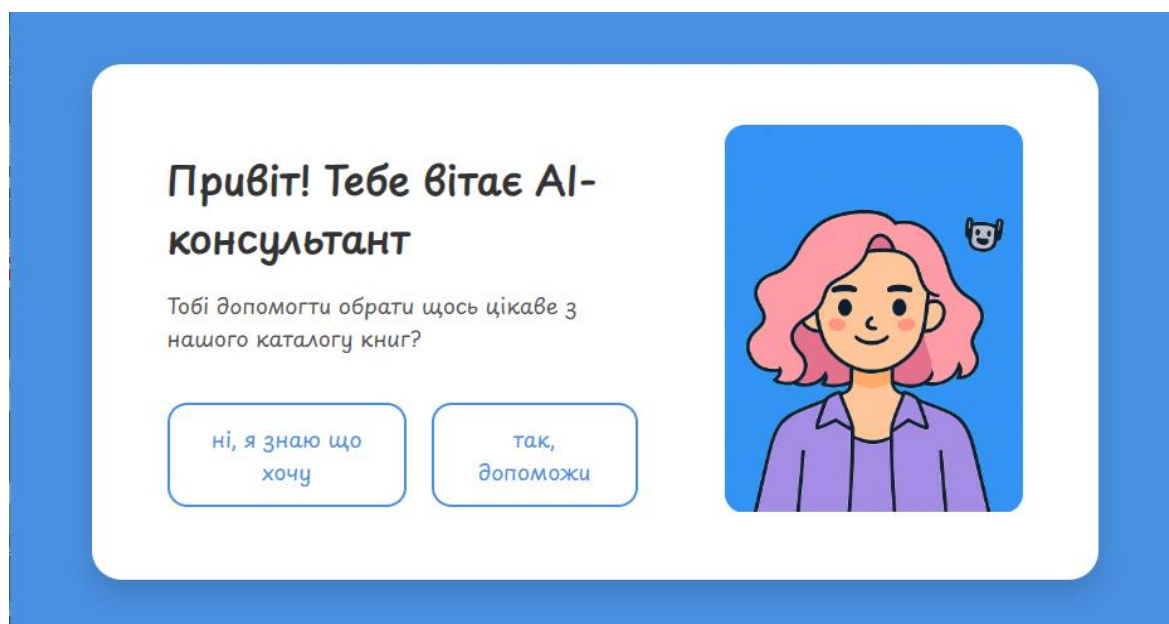 Привіт! Тебе вітає AI-
консультант
Тобі допомогти обрати щось цікаве з
нашого каталогу книг?
ні, я знаю що
хочу
так,
допоможи